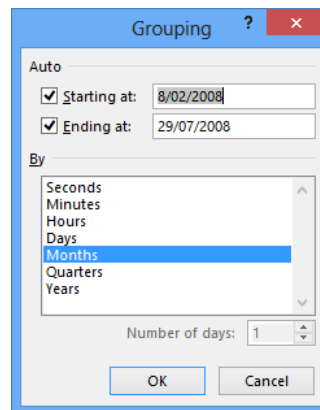 Grouping ? ×
Auto
Starting at: 8/02/2008
Ending at: 29/07/2008
By
Seconds
Minutes
Hours
Days
Months
Quarters
Years
Number of days: 1
OK Cancel